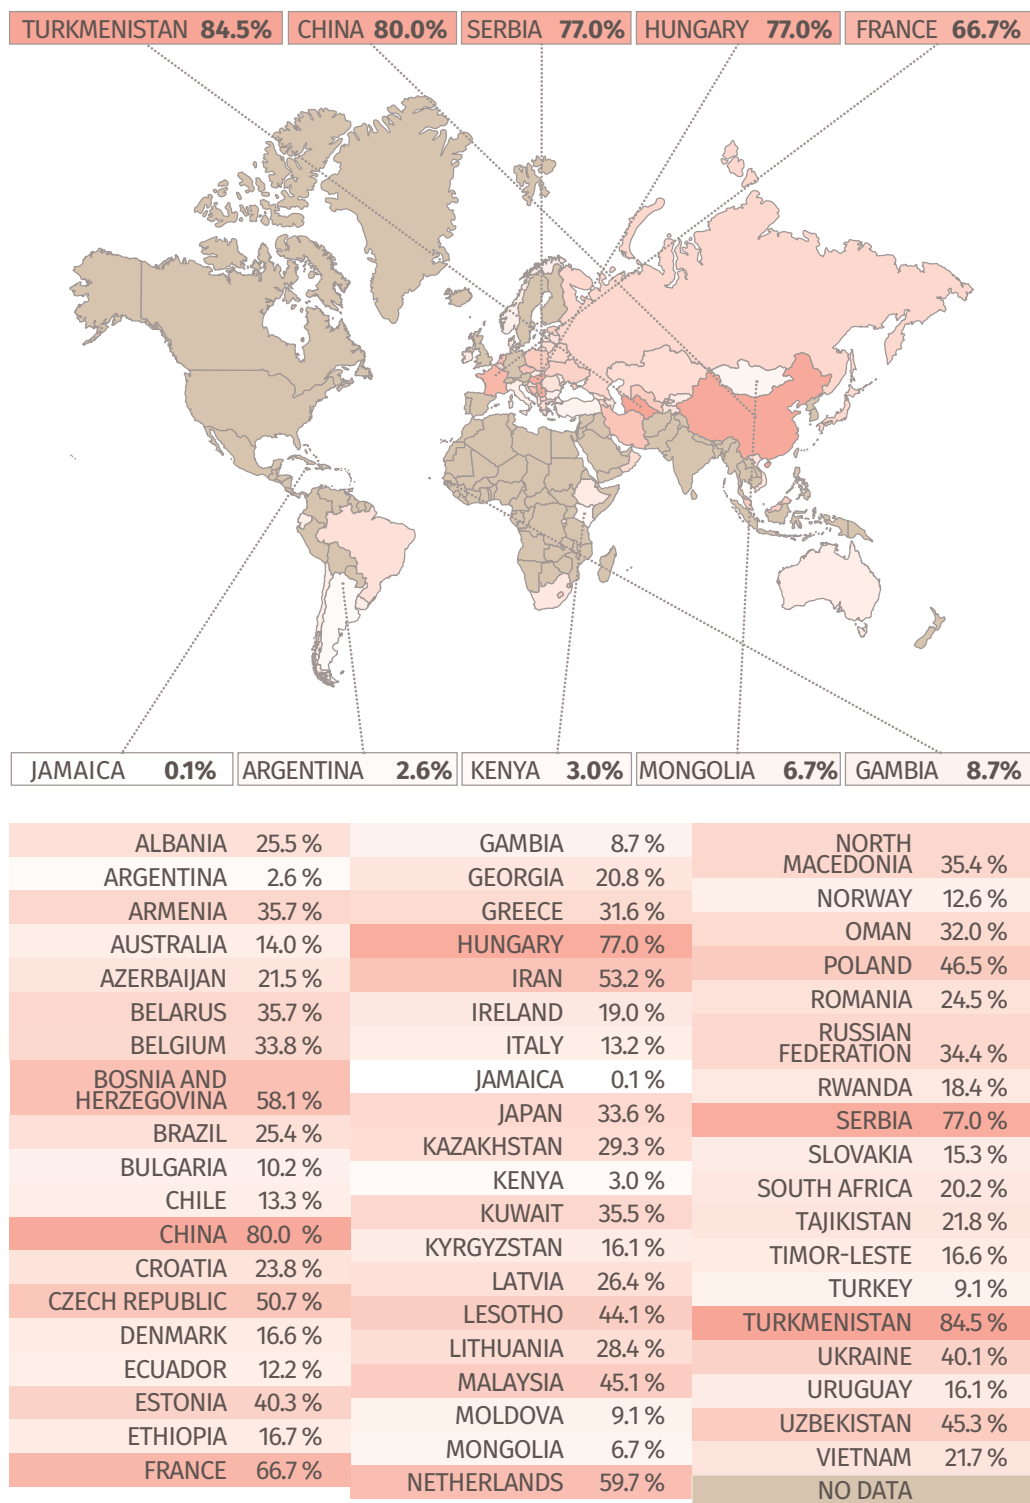 TURKMENISTAN 84.5%
CHINA 80.0%
SERBIA 77.0%
HUNGARY 77.0%
FRANCE 66.7%
JAMAICA 0.1%
ARGENTINA 2.6%
KENYA 3.0%
MONGOLIA 6.7%
GAMBIA 8.7%
ALBANIA 25.5 %
ARGENTINA 2.6 %
ARMENIA 35.7 %
AUSTRALIA 14.0 %
AZERBAIJAN 21.5 %
BELARUS 35.7 %
BELGIUM 33.8 %
BOSNIA AND
HERZEGOVINA 58.1 %
BRAZIL 25.4 %
BULGARIA 10.2 %
CHILE 13.3 %
CHINA 80.0 %
CROATIA 23.8 %
CZECH REPUBLIC 50.7 %
DENMARK 16.6 %
ECUADOR 12.2 %
ESTONIA 40.3 %
ETHIOPIA 16.7 %
FRANCE 66.7 %
GAMBIA 8.7 %
GEORGIA 20.8 %
GREECE 31.6 %
HUNGARY 77.0 %
IRAN 53.2 %
IRELAND 19.0 %
ITALY 13.2 %
JAMAICA 0.1 %
JAPAN 33.6 %
KAZAKHSTAN 29.3 %
KENYA 3.0 %
KUWAIT 35.5 %
KYRGYZSTAN 16.1 %
LATVIA 26.4 %
LESOTHO 44.1 %
LITHUANIA 28.4 %
MALAYSIA 45.1 %
MOLDOVA 9.1 %
MONGOLIA 6.7 %
NETHERLANDS 59.7 %
NORTH
MACEDONIA 35.4 %
NORWAY 12.6 %
OMAN 32.0 %
POLAND 46.5 %
ROMANIA 24.5 %
RUSSIAN
FEDERATION 34.4 %
RWANDA 18.4 %
SERBIA 77.0 %
SLOVAKIA 15.3 %
SOUTH AFRICA 20.2 %
TAJIKISTAN 21.8 %
TIMOR-LESTE 16.6 %
TURKEY 9.1 %
TURKMENISTAN 84.5 %
UKRAINE 40.1 %
URUGUAY 16.1 %
UZBEKISTAN 45.3 %
VIETNAM 21.7 %
NO DATA